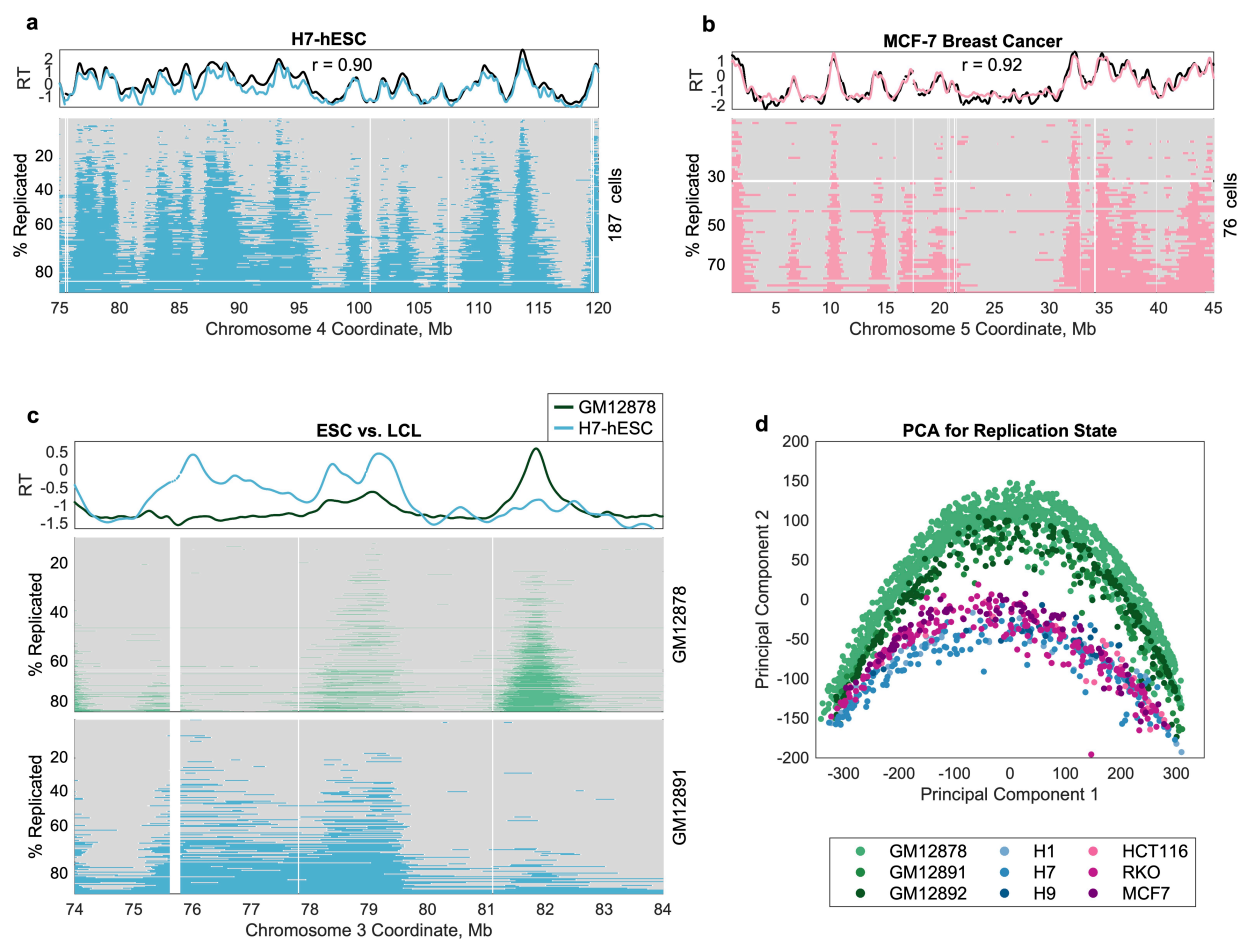 a
H7-hESC
r = 0.90
RT
2
1
0
-1
% Replicated
20
40
60
80
187 cells
75 80 85 90 95 100 105 110 115 120
Chromosome 4 Coordinate, Mb
b
MCF-7 Breast Cancer
r = 0.92
RT
1
0
-1
-2
% Replicated
30
50
70
76 cells
5 10 15 20 25 30 35 40 45
Chromosome 5 Coordinate, Mb
c
GM12878
H7-hESC
ESC vs. LCL
RT
0.5
0
-0.5
-1
-1.5
% Replicated
20
40
60
80
GM12878
% Replicated
20
40
60
80
GM12891
74 75 76 77 78 79 80 81 82 83 84
Chromosome 3 Coordinate, Mb
d
PCA for Replication State
Principal Component 2
200
150
100
50
0
-50
-100
-150
-200
-300 -200 -100 0 100 200 300
Principal Component 1
GM12878 H1 HCT116
GM12891 H7 RKO
GM12892 H9 MCF7